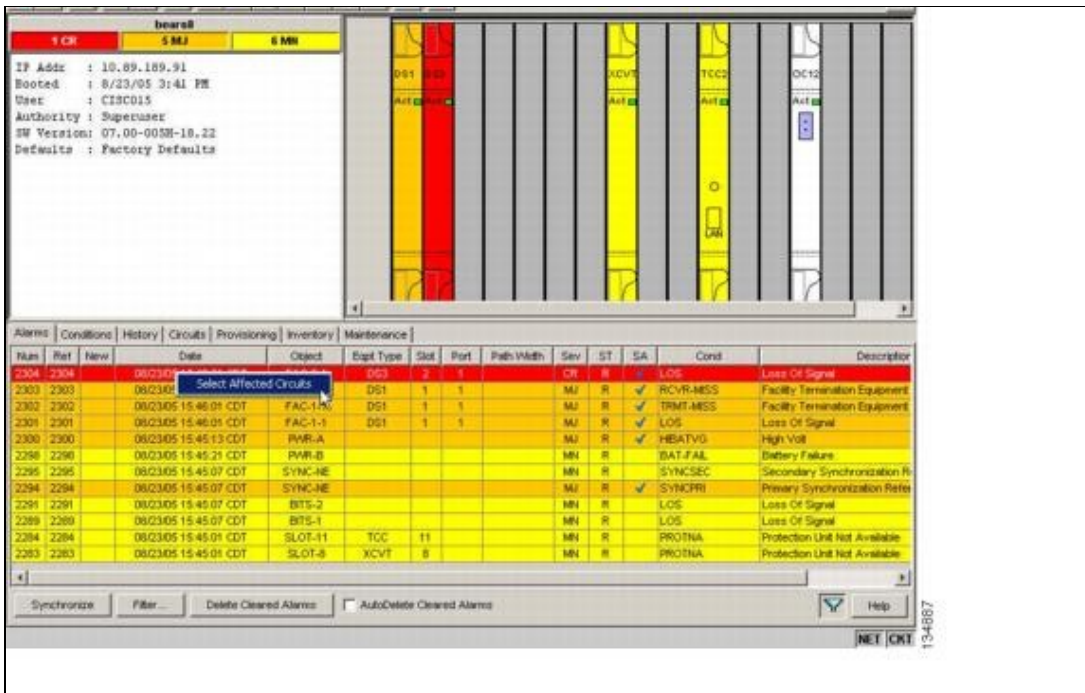 bears8
1 CR 5 MJ 6 MN
IP Addr : 10.89.189.91
Booted : 8/23/05 3:41 PM
User : CISCO15
Authority : Superuser
SW Version: 07.00-005H-18.22
Defaults : Factory Defaults
DS1 DS3 XCVT TCC2 OC12
Act Act Act Act Act
LAN
Alarms Conditions History Circuits Provisioning Inventory Maintenance
Num Ref New Date Object Eqpt Type Slot Port Path Width Sev ST SA Cond Description
2304 2304 DS3 2 1 CR R LOS Loss Of Signal
Select Affected Circuits
2303 2303 08/23/05 DS1 1 1 MJ R ✓ RCVR-MISS Facility Termination Equipment
2302 2302 08/23/05 15:46:01 CDT DS1 1 1 MJ R ✓ TRMT-MISS Facility Termination Equipment
2301 2301 08/23/05 15:46:01 CDT FAC-1-1 DS1 1 1 MJ R ✓ LOS Loss Of Signal
2300 2300 08/23/05 15:45:13 CDT PWR-A MJ R ✓ HIBATVG High Volt
2298 2298 08/23/05 15:45:21 CDT PWR-B MN R BAT-FAIL Battery Failure
2295 2295 08/23/05 15:45:07 CDT SYNC-NE MN R SYNCSEC Secondary Synchronization R
2294 2294 08/23/05 15:45:07 CDT SYNC-NE MJ R ✓ SYNCPRI Primary Synchronization Refe
2291 2291 08/23/05 15:45:07 CDT BITS-2 MN R LOS Loss Of Signal
2289 2289 08/23/05 15:45:07 CDT BITS-1 MN R LOS Loss Of Signal
2284 2284 08/23/05 15:45:01 CDT SLOT-11 TCC 11 MN R PROTNA Protection Unit Not Available
2283 2283 08/23/05 15:45:01 CDT SLOT-8 XCVT 8 MN R PROTNA Protection Unit Not Available
Synchronize Filter... Delete Cleared Alarms AutoDelete Cleared Alarms Help
NET CKT
134887